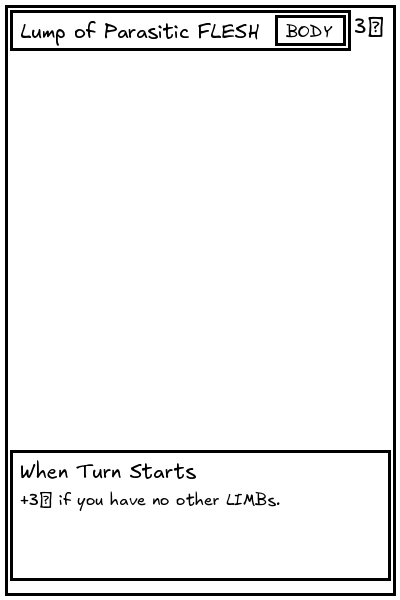 Lump of Parasitic FLESH
BODY
3⍰
When Turn Starts
+3⍰ if you have no other LIMBs.